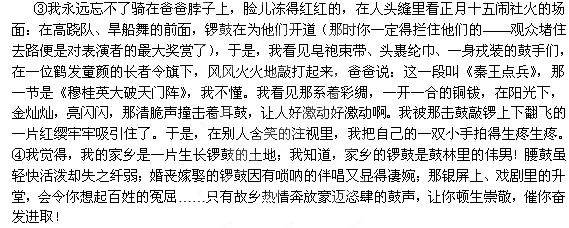 ③我永远忘不了骑在爸爸脖子上，脸儿冻得红红的，在人头缝里看正月十五闹社火的场
面：在高跷队、旱船舞的前面，锣鼓在为他们开道（那时你一定得拦住他们的——观众堵住
去路便是对表演者的最大奖赏了），于是，我看见皂袍束带、头裹纶巾、一身戎装的鼓手们，
在一位鹤发童颜的长者令旗下，风风火火地敲打起来，爸爸说：这一段叫《秦王点兵》，那
一节是《穆桂英大破天门阵》，我不懂。我看见那系着彩绸，一开一合的铜钹，在阳光下，
金灿灿，亮闪闪，那清脆声撞击着耳鼓，让人好激动好激动啊。我被那击鼓敲锣上下翻飞的
一片红缨牢牢吸引住了。于是，在别人含笑的注视里，我把自己的一双小手拍得生疼生疼。
④我觉得，我的家乡是一片生长锣鼓的土地；我知道，家乡的锣鼓是鼓林里的伟男！腰鼓虽
轻快活泼却失之纤弱；婚丧嫁娶的锣鼓因有唢呐的伴唱又显得凄婉；那银屏上、戏剧里的升
堂，会令你想起百姓的冤屈……只有故乡热情奔放豪迈恣肆的鼓声，让你顿生崇敬，催你奋
发进取！